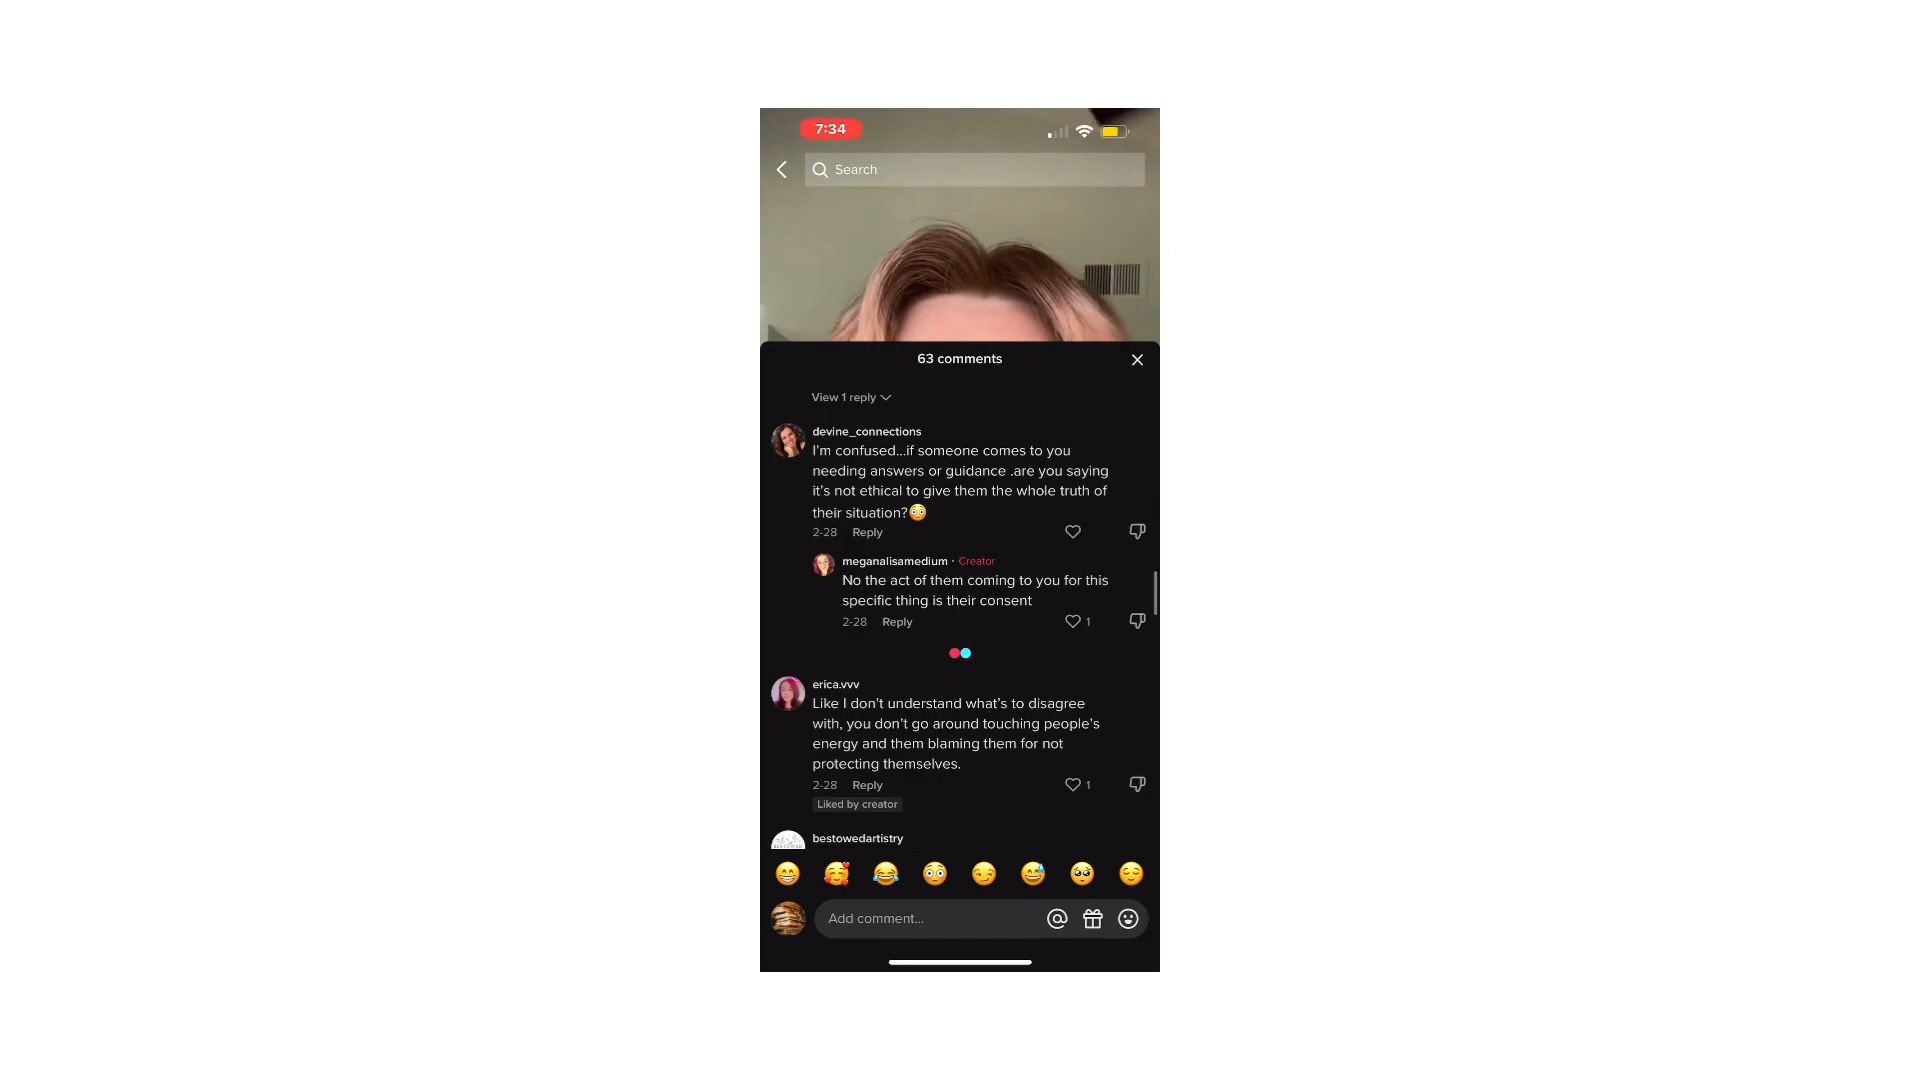 7:34
Search
63 comments
View 1 reply
devine_connections
I'm confused...if someone comes to you
needing answers or guidance .are you saying
it's not ethical to give them the whole truth of
their situation?😳
2-28 Reply
meganalisamedium · Creator
No the act of them coming to you for this
specific thing is their consent
2-28 Reply 1
erica.vvv
Like I don't understand what's to disagree
with, you don't go around touching people's
energy and them blaming them for not
protecting themselves.
2-28 Reply 1
Liked by creator
bestowedartistry
Add comment...